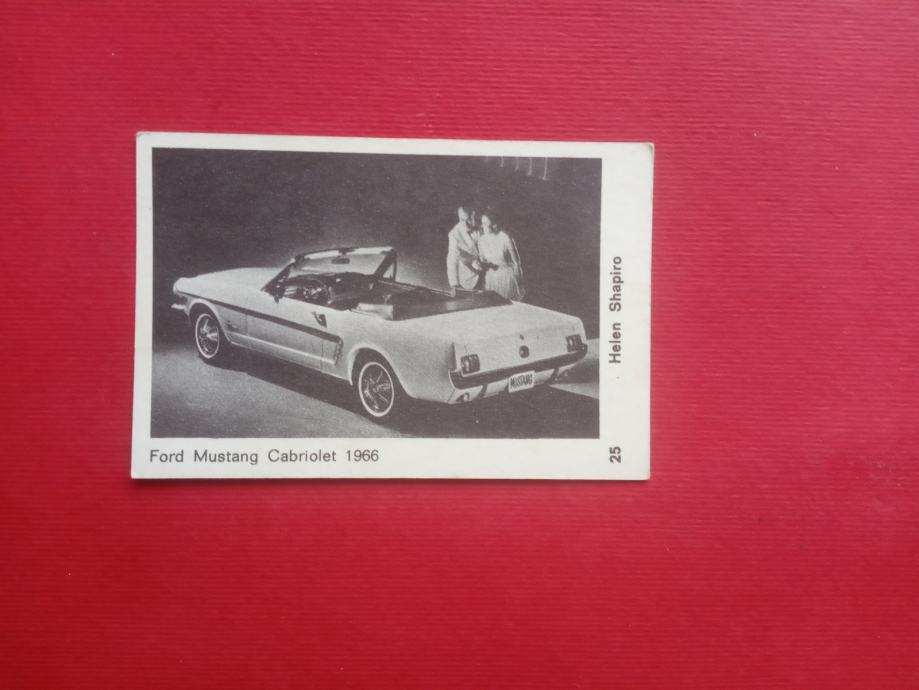 MUSTANG
Ford Mustang Cabriolet 1966
Helen Shapiro
25